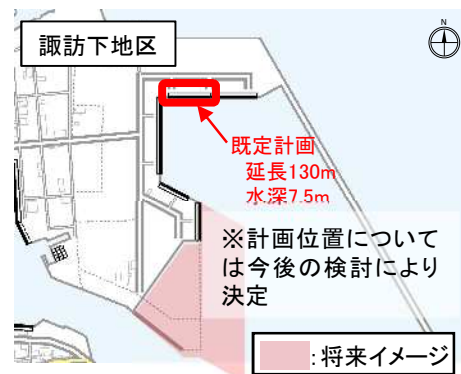 諏訪下地区
N
既定計画
延長130m
水深7.5m
※計画位置について
は今後の検討により
決定
:将来イメージ